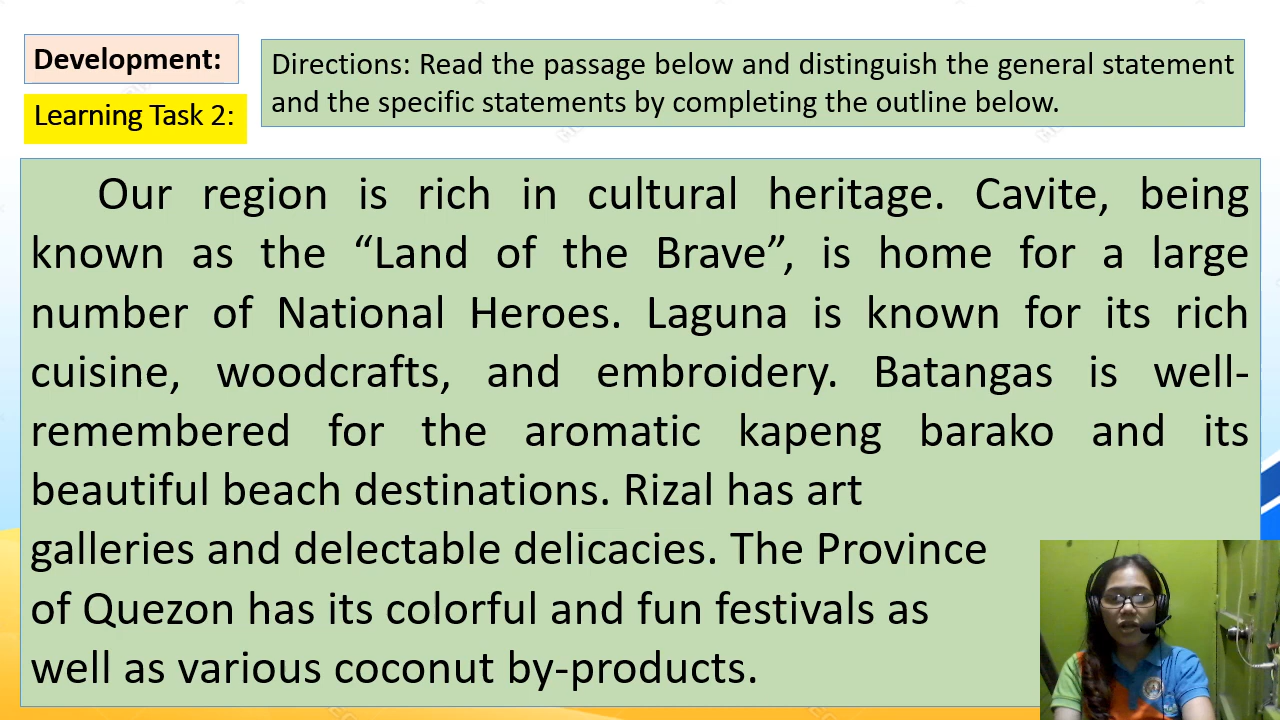 Development:
Directions: Read the passage below and distinguish the general statement
and the specific statements by completing the outline below.
Learning Task 2:
Our region is rich in cultural heritage. Cavite, being
known as the “Land of the Brave”, is home for a large
number of National Heroes. Laguna is known for its rich
cuisine, woodcrafts, and embroidery. Batangas is well-
remembered for the aromatic kapeng barako and its
beautiful beach destinations. Rizal has art
galleries and delectable delicacies. The Province
of Quezon has its colorful and fun festivals as
well as various coconut by-products.